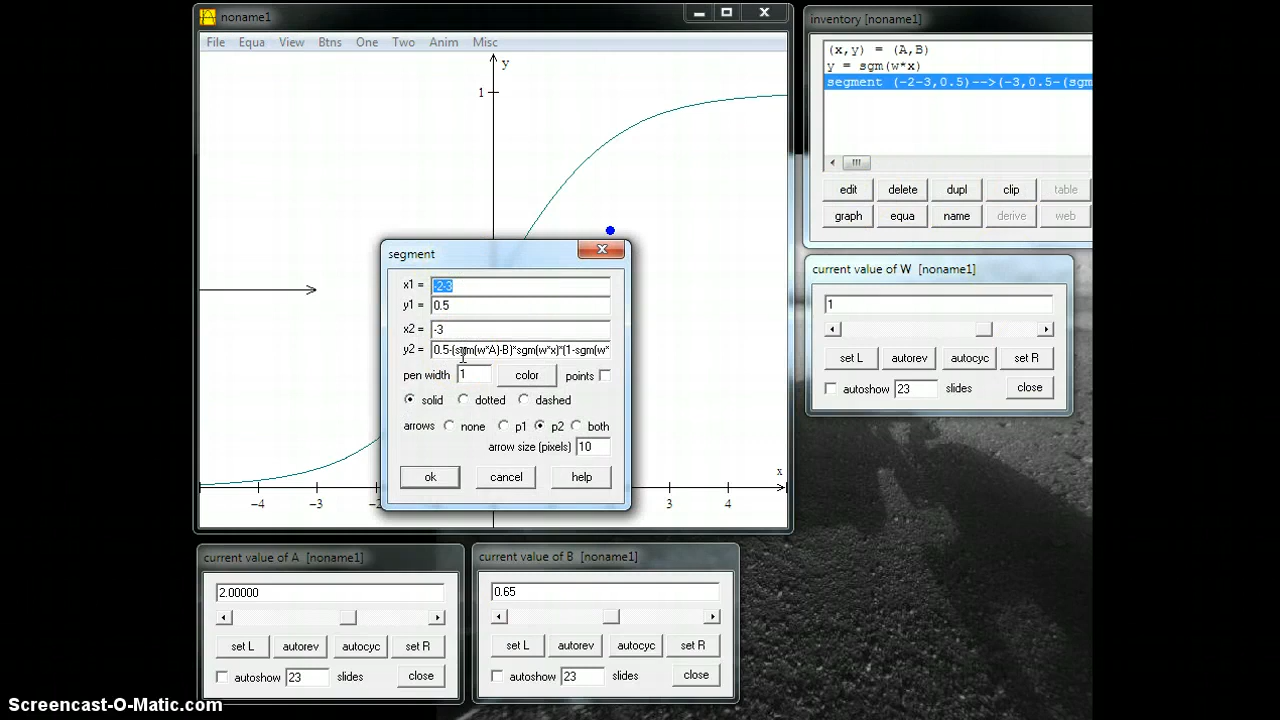 noname1
File Equa View Btns One Two Anim Misc
y
1
x
−4 −3 −2 3 4
segment
x1 = -2-3
y1 = 0.5
x2 = -3
y2 = 0.5-(sgm(w*A)-B)*sgm(w*x)*(1-sgm(w*
pen width 1 color points
solid dotted dashed
arrows none p1 p2 both
arrow size (pixels) 10
ok cancel help
inventory [noname1]
(x,y) = (A,B)
y = sgm(w*x)
segment (-2-3,0.5)-->(-3,0.5-(sgm
edit delete dupl clip table
graph equa name derive web
current value of W [noname1]
1
set L autorev autocyc set R
autoshow 23 slides close
current value of A [noname1]
2.00000
set L autorev autocyc set R
autoshow 23 slides close
current value of B [noname1]
0.65
set L autorev autocyc set R
autoshow 23 slides close
Screencast-O-Matic.com